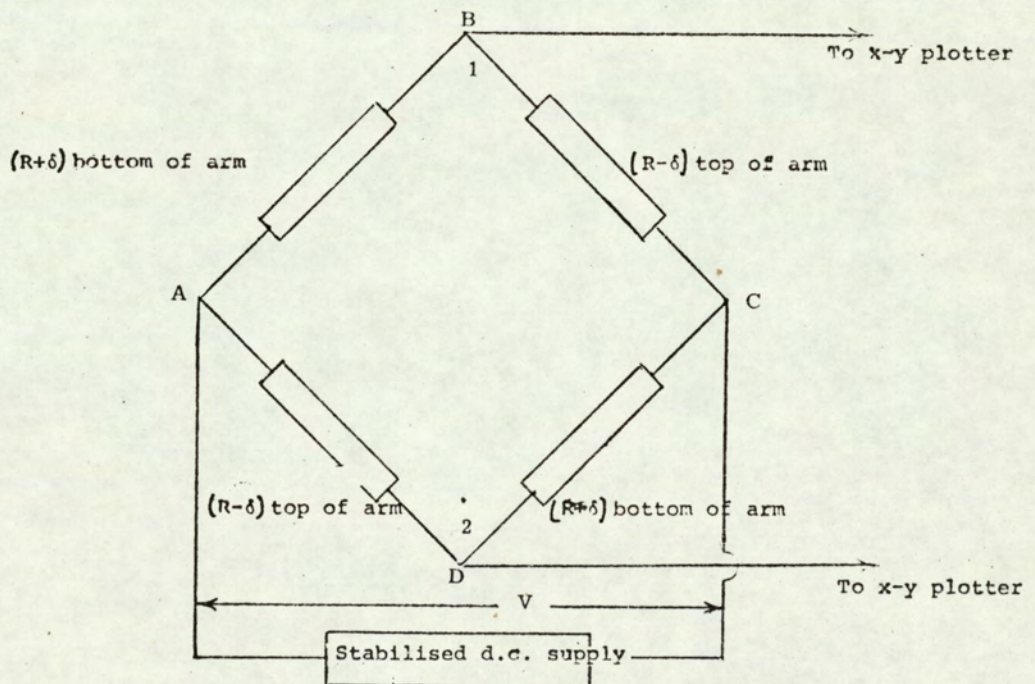 B
To x-y plotter
1
(R+δ) bottom of arm
(R-δ) top of arm
A
C
(R-δ) top of arm
(R+δ) bottom of arm
2
D
To x-y plotter
V
Stabilised d.c. supply